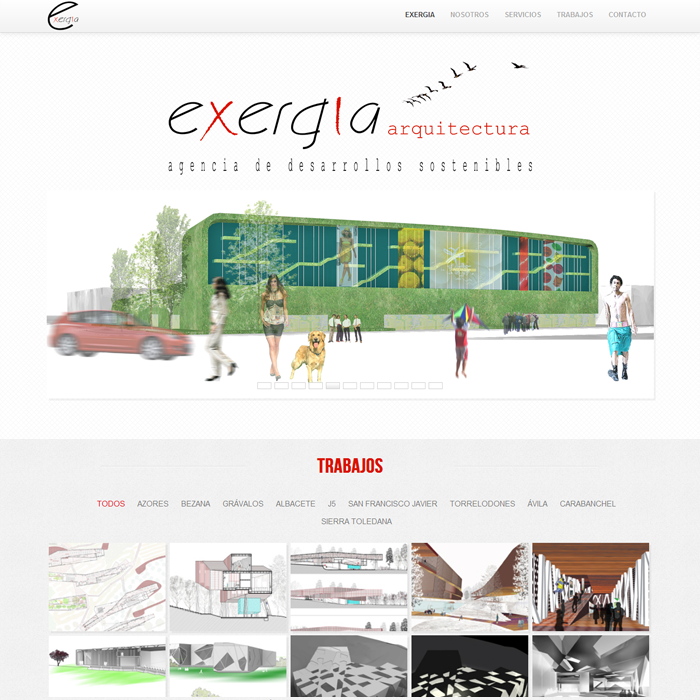 Exergia
EXERGIA NOSOTROS SERVICIOS TRABAJOS CONTACTO
exergIa arquitectura
agencia de desarrollos sostenibles
TRABAJOS
TODOS AZORES BEZANA GRÁVALOS ALBACETE J5 SAN FRANCISCO JAVIER TORRELODONES ÁVILA CARABANCHEL
SIERRA TOLEDANA